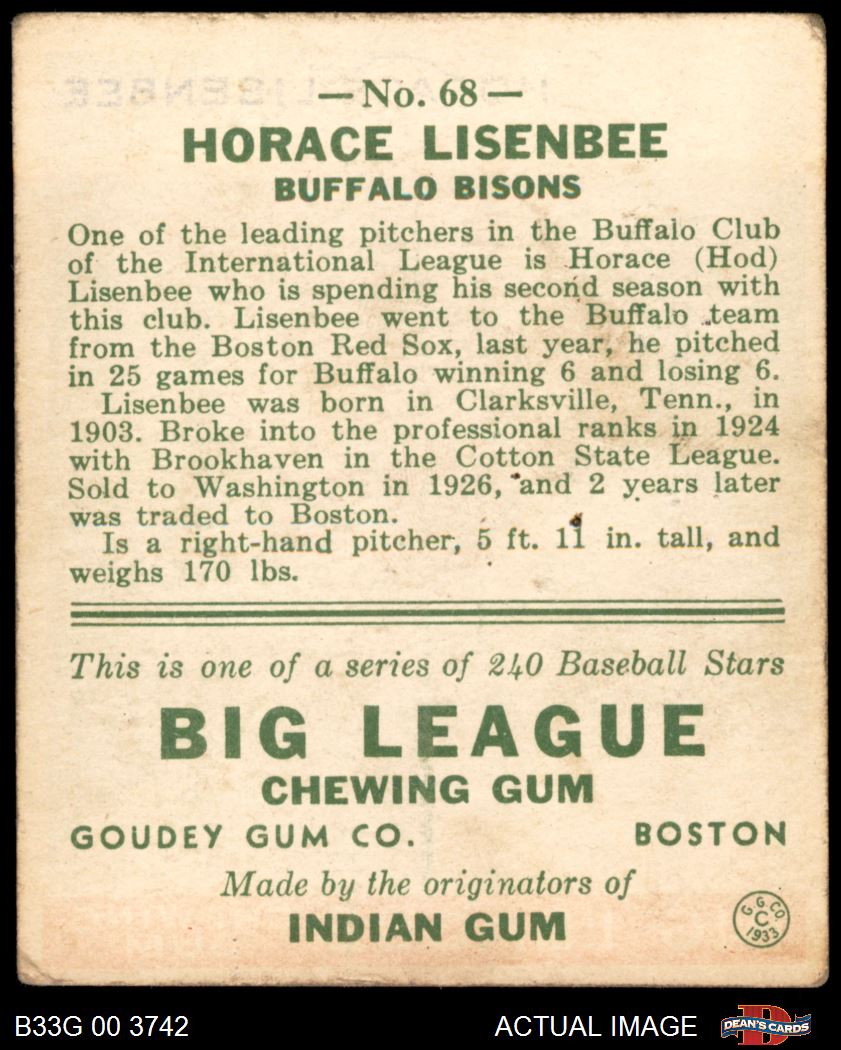 —No. 68—
HORACE LISENBEE
BUFFALO BISONS
One of the leading pitchers in the Buffalo Club
of the International League is Horace (Hod)
Lisenbee who is spending his second season with
this club. Lisenbee went to the Buffalo team
from the Boston Red Sox, last year, he pitched
in 25 games for Buffalo winning 6 and losing 6.
Lisenbee was born in Clarksville, Tenn., in
1903. Broke into the professional ranks in 1924
with Brookhaven in the Cotton State League.
Sold to Washington in 1926, and 2 years later
was traded to Boston.
Is a right-hand pitcher, 5 ft. 11 in. tall, and
weighs 170 lbs.
This is one of a series of 240 Baseball Stars
BIG LEAGUE
CHEWING GUM
GOUDEY GUM CO. BOSTON
Made by the originators of
INDIAN GUM
G. G. CO.
C
1933
B33G 00 3742 ACTUAL IMAGE D DEAN'S CARDS